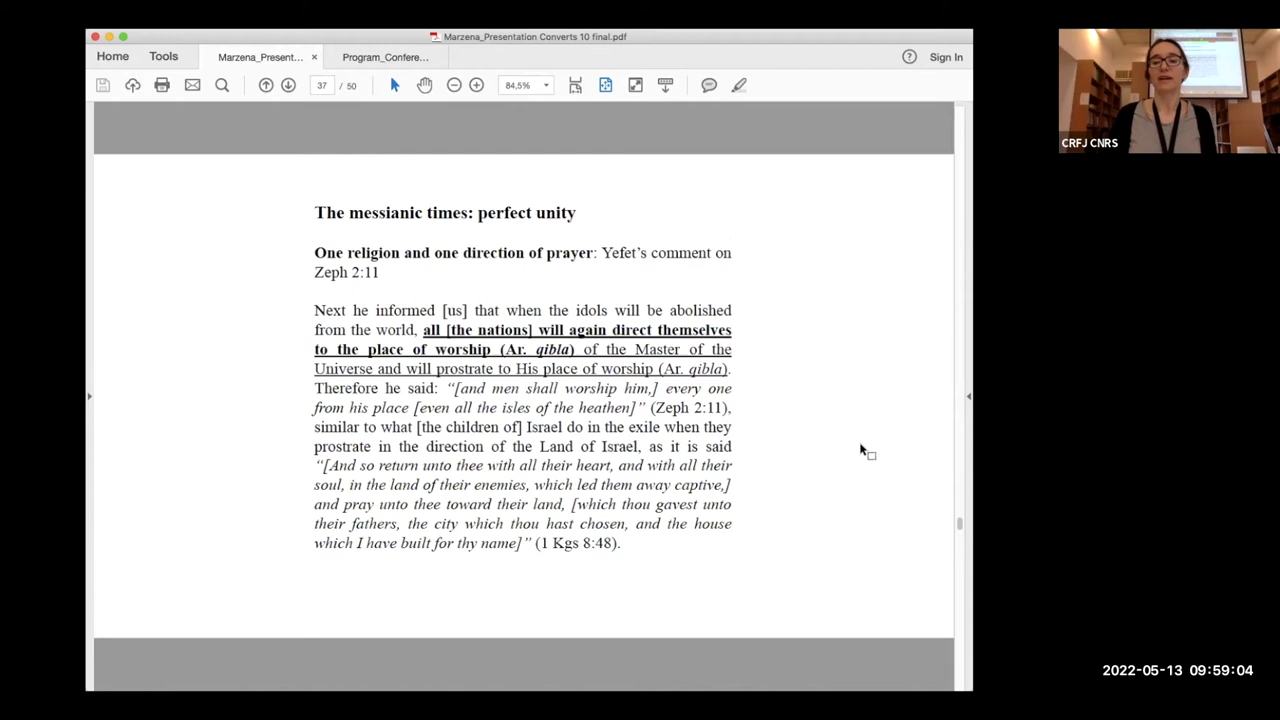 Marzena_Presentation Converts 10 final.pdf
Home Tools Marzena_Present... × Program_Confere... ? Sign In
37 / 50 84,5%
The messianic times: perfect unity
One religion and one direction of prayer: Yefet’s comment on
Zeph 2:11
Next he informed [us] that when the idols will be abolished
from the world, all [the nations] will again direct themselves
to the place of worship (Ar. qibla) of the Master of the
Universe and will prostrate to His place of worship (Ar. qibla).
Therefore he said: “[and men shall worship him,] every one
from his place [even all the isles of the heathen]” (Zeph 2:11),
similar to what [the children of] Israel do in the exile when they
prostrate in the direction of the Land of Israel, as it is said
“[And so return unto thee with all their heart, and with all their
soul, in the land of their enemies, which led them away captive,]
and pray unto thee toward their land, [which thou gavest unto
their fathers, the city which thou hast chosen, and the house
which I have built for thy name]” (1 Kgs 8:48).
CRFJ CNRS
2022-05-13 09:59:04